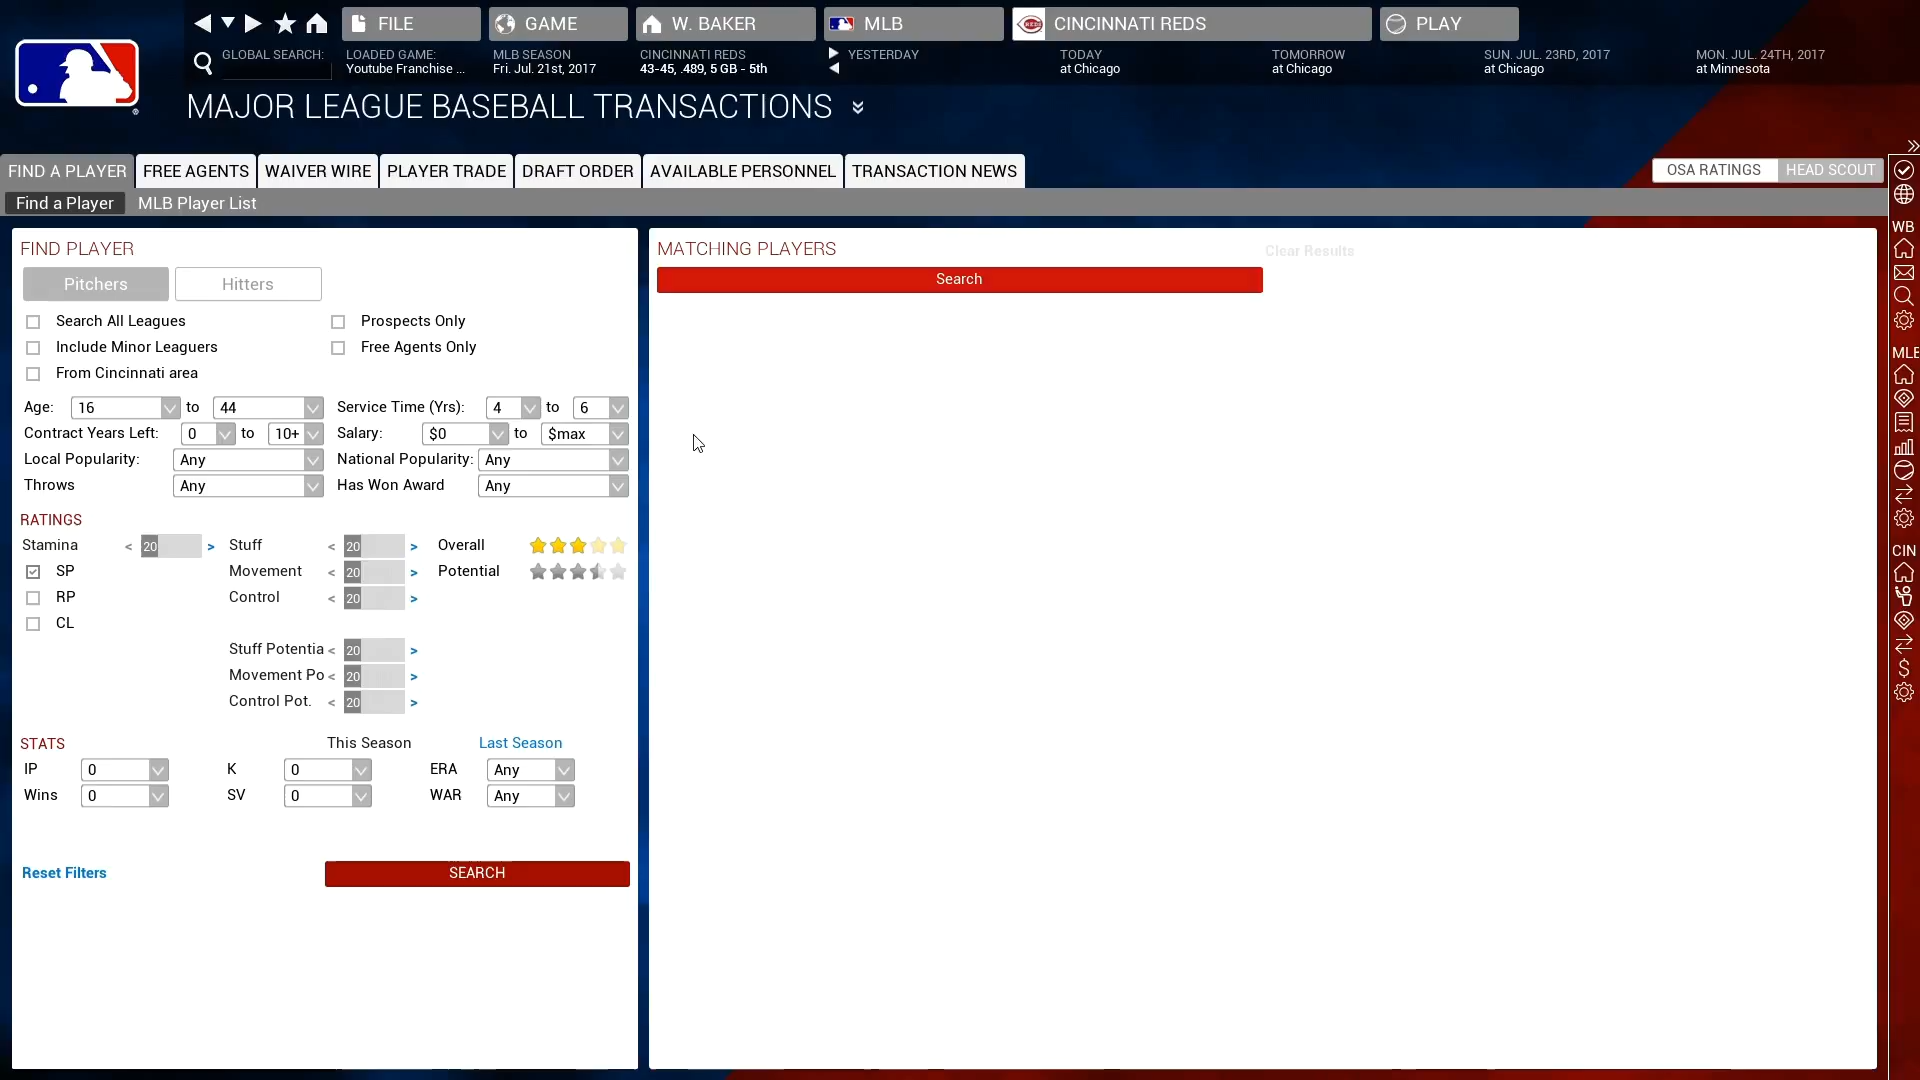 FILE
GAME
W. BAKER
MLB
REDS
CINCINNATI REDS
PLAY
GLOBAL SEARCH:
LOADED GAME:
Youtube Franchise ...
MLB SEASON
Fri. Jul. 21st, 2017
CINCINNATI REDS
43-45, .489, 5 GB - 5th
YESTERDAY
TODAY
at Chicago
TOMORROW
at Chicago
SUN. JUL. 23RD, 2017
at Chicago
MON. JUL. 24TH, 2017
at Minnesota
MAJOR LEAGUE BASEBALL TRANSACTIONS
FIND A PLAYER
FREE AGENTS
WAIVER WIRE
PLAYER TRADE
DRAFT ORDER
AVAILABLE PERSONNEL
TRANSACTION NEWS
OSA RATINGS
HEAD SCOUT
Find a Player
MLB Player List
FIND PLAYER
Pitchers
Hitters
Search All Leagues
Prospects Only
Include Minor Leaguers
Free Agents Only
From Cincinnati area
Age: 16 to 44
Service Time (Yrs): 4 to 6
Contract Years Left: 0 to 10+
Salary: $0 to $max
Local Popularity: Any
National Popularity: Any
Throws Any
Has Won Award Any
RATINGS
Stamina < 20 >
Stuff < 20 >
Overall
SP
Movement < 20 >
Potential
RP
Control < 20 >
CL
Stuff Potentia < 20 >
Movement Po < 20 >
Control Pot. < 20 >
STATS
This Season
Last Season
IP 0
K 0
ERA Any
Wins 0
SV 0
WAR Any
Reset Filters
SEARCH
MATCHING PLAYERS
Clear Results
Search
WB
MLB
CIN